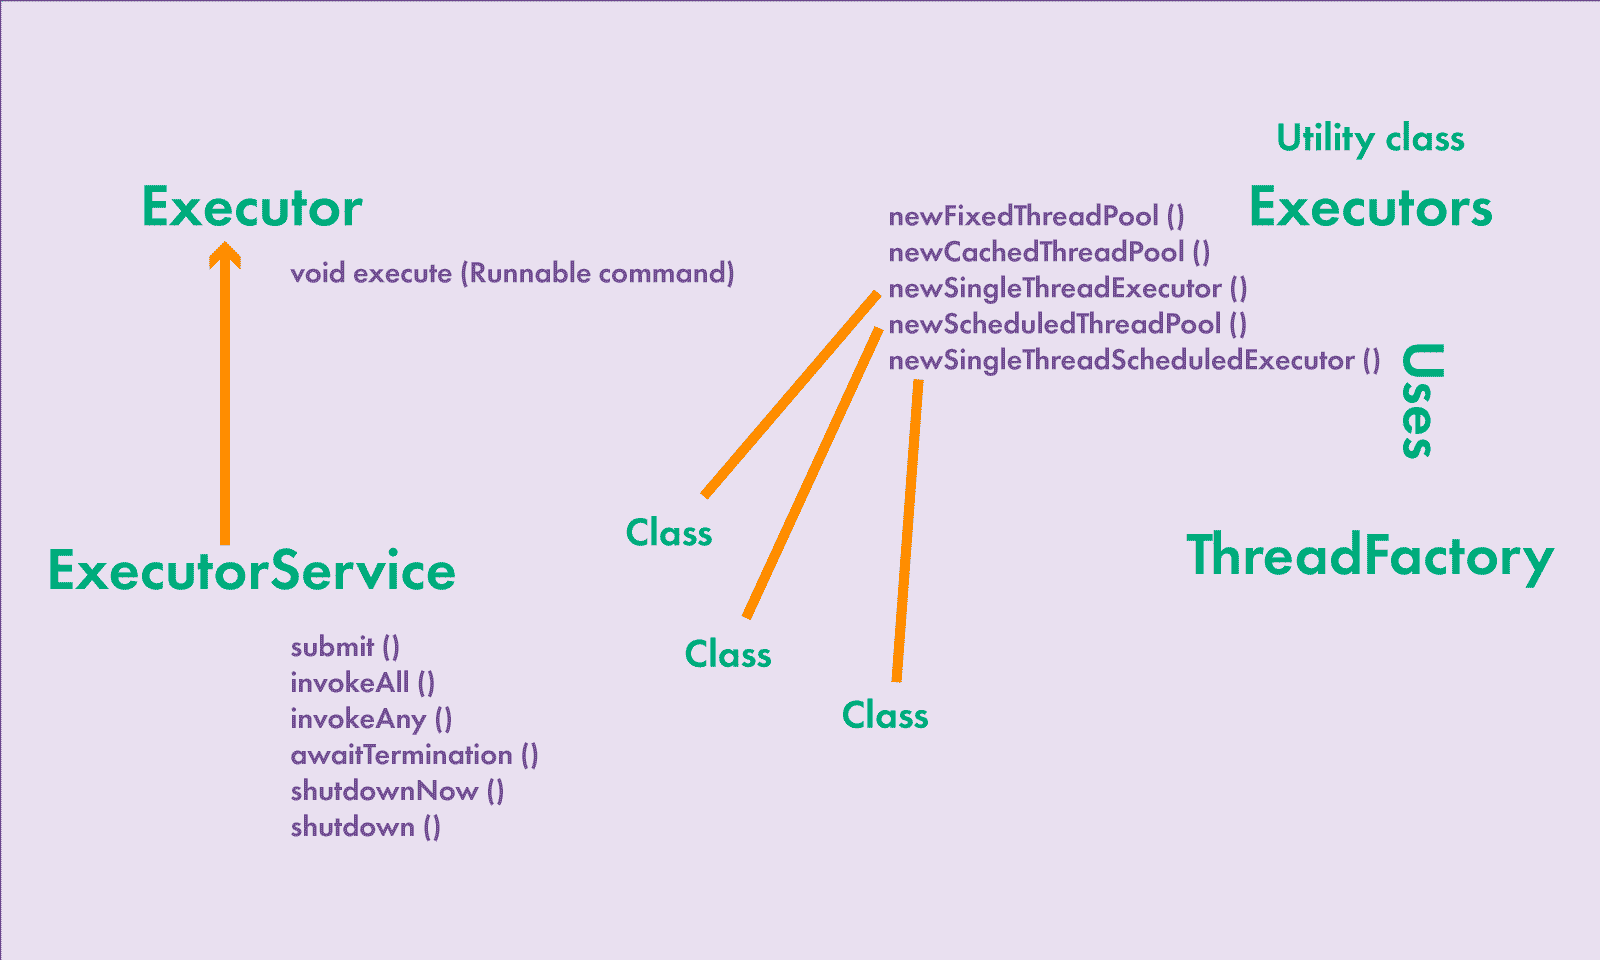 Executor
void execute (Runnable command)
ExecutorService
submit ()
invokeAll ()
invokeAny ()
awaitTermination ()
shutdownNow ()
shutdown ()
newFixedThreadPool ()
newCachedThreadPool ()
newSingleThreadExecutor ()
newScheduledThreadPool ()
newSingleThreadScheduledExecutor ()
Class
Class
Class
Utility class
Executors
Uses
ThreadFactory